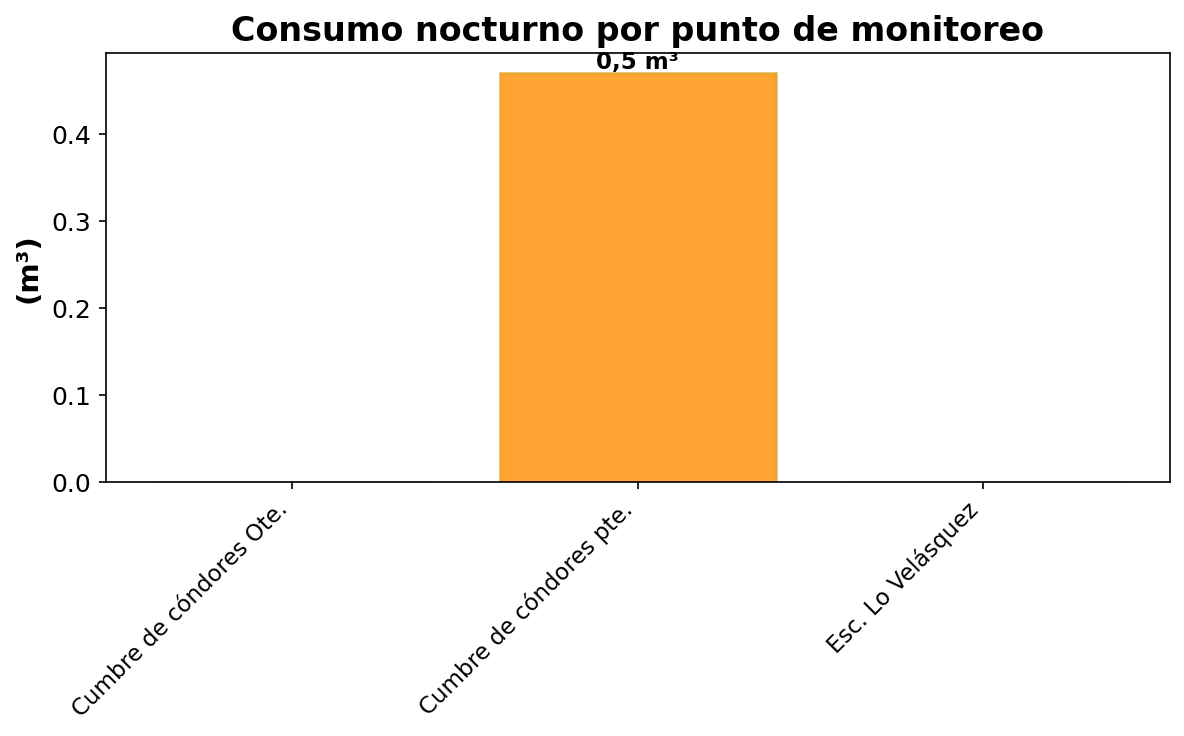 Consumo nocturno por punto de monitoreo
0,5 m³
(m³)
0.4
0.3
0.2
0.1
0.0
Cumbre de cóndores Ote.
Cumbre de cóndores pte.
Esc. Lo Velásquez